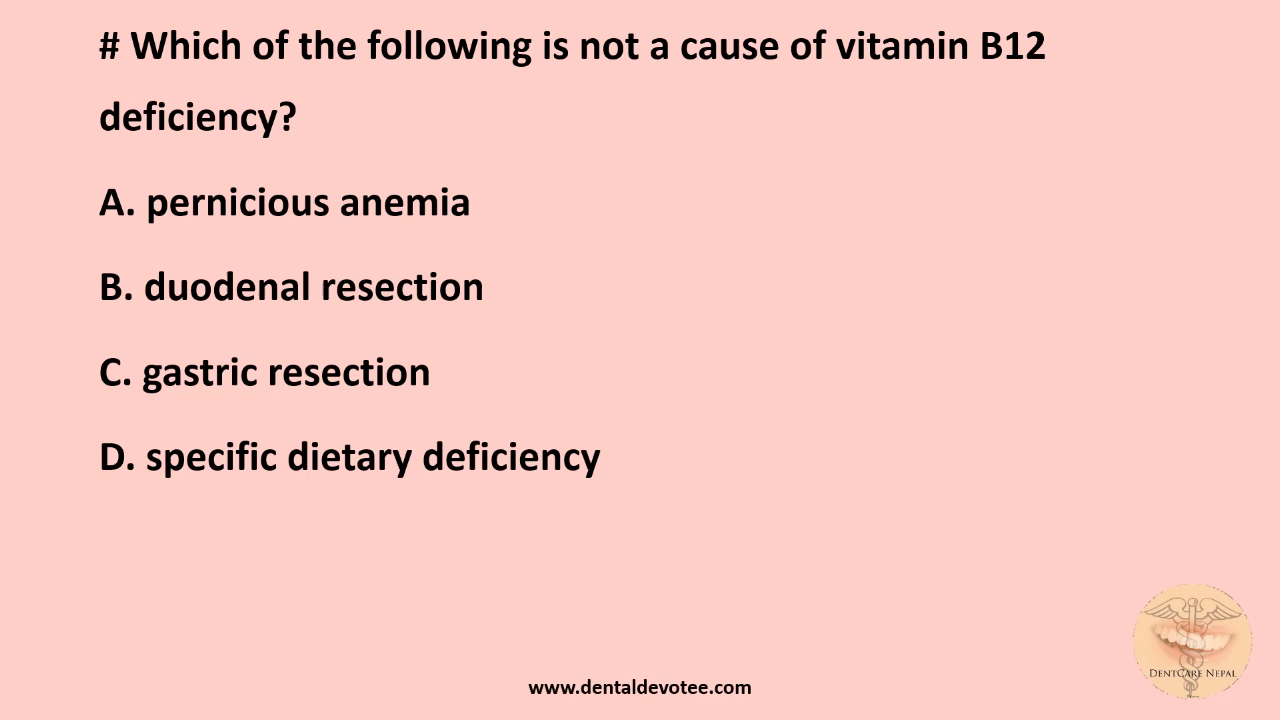 # Which of the following is not a cause of vitamin B12
deficiency?
A. pernicious anemia
B. duodenal resection
C. gastric resection
D. specific dietary deficiency
DentCare Nepal
www.dentaldevotee.com